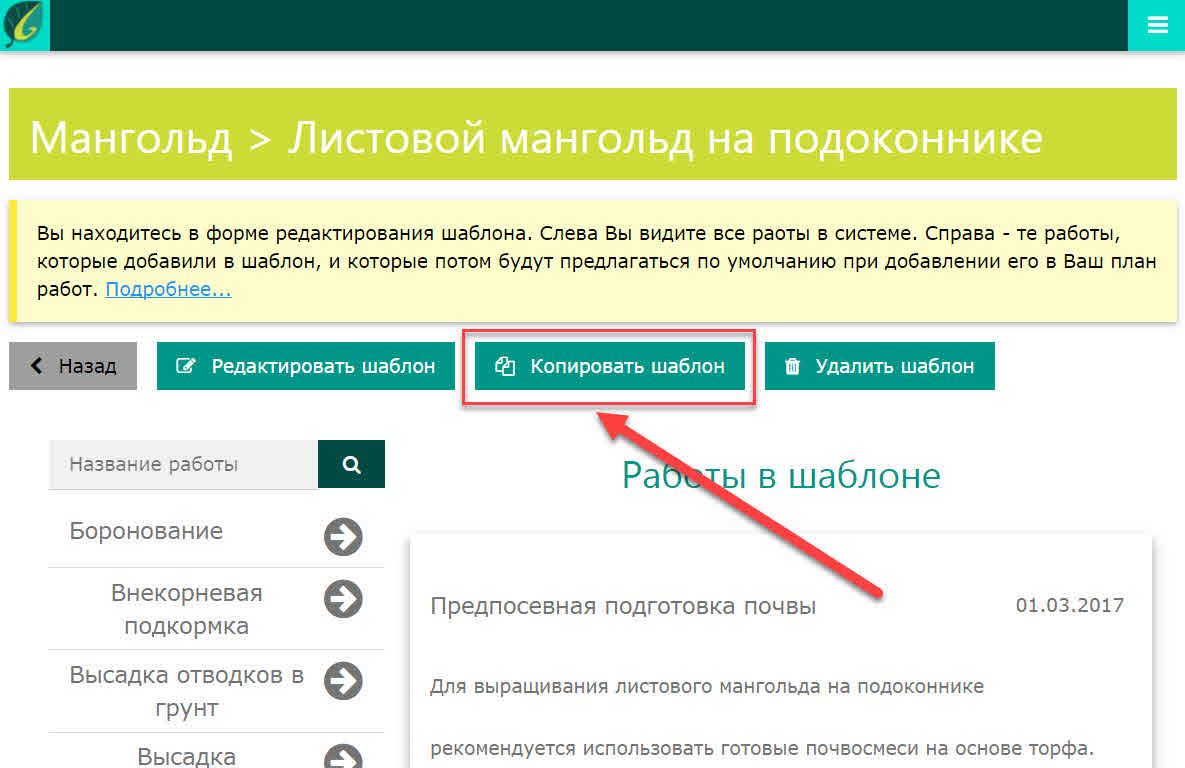 Мангольд > Листовой мангольд на подоконнике
Вы находитесь в форме редактирования шаблона. Слева Вы видите все раоты в системе. Справа - те работы,
которые добавили в шаблон, и которые потом будут предлагаться по умолчанию при добавлении его в Ваш план
работ. Подробнее...
Назад
Редактировать шаблон
Копировать шаблон
Удалить шаблон
Название работы
Боронование
Внекорневая
подкормка
Высадка отводков в
грунт
Высадка
Работы в шаблоне
Предпосевная подготовка почвы
01.03.2017
Для выращивания листового мангольда на подоконнике
рекомендуется использовать готовые почвосмеси на основе торфа.